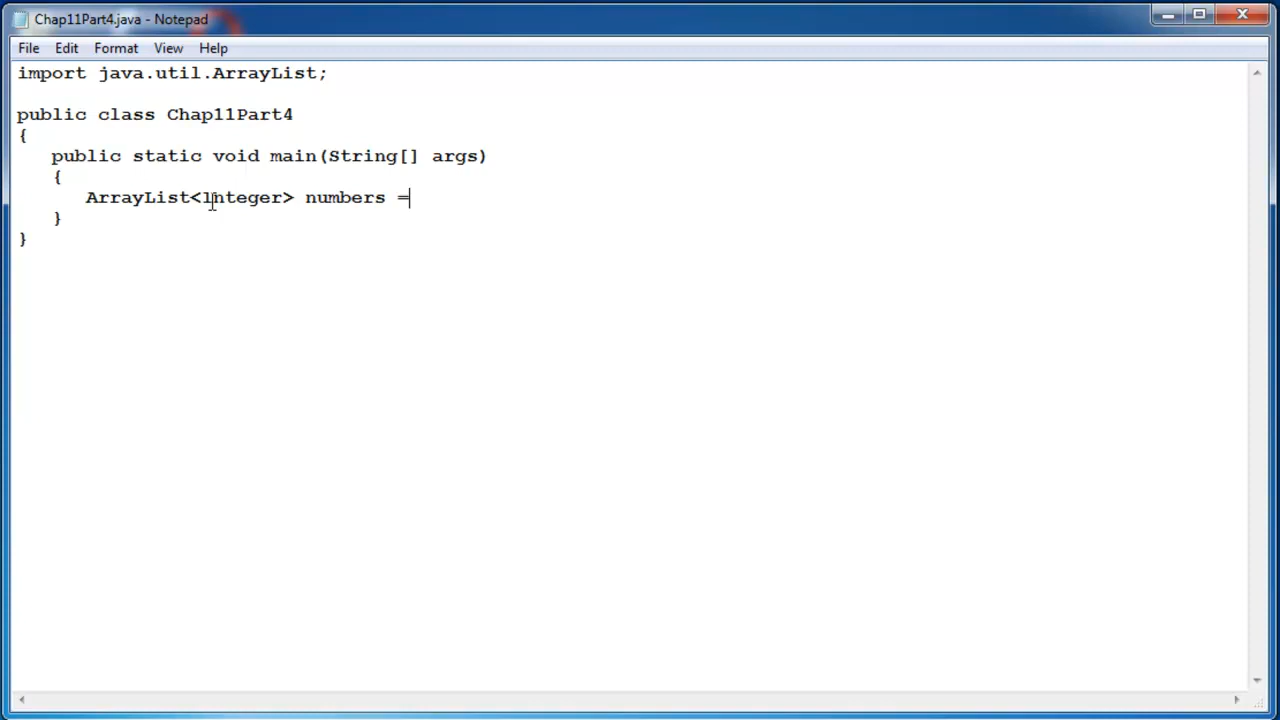 Chap11Part4.java - Notepad
File Edit Format View Help
import java.util.ArrayList;
public class Chap11Part4
{
public static void main(String[] args)
{
ArrayList<Integer> numbers =
}
}